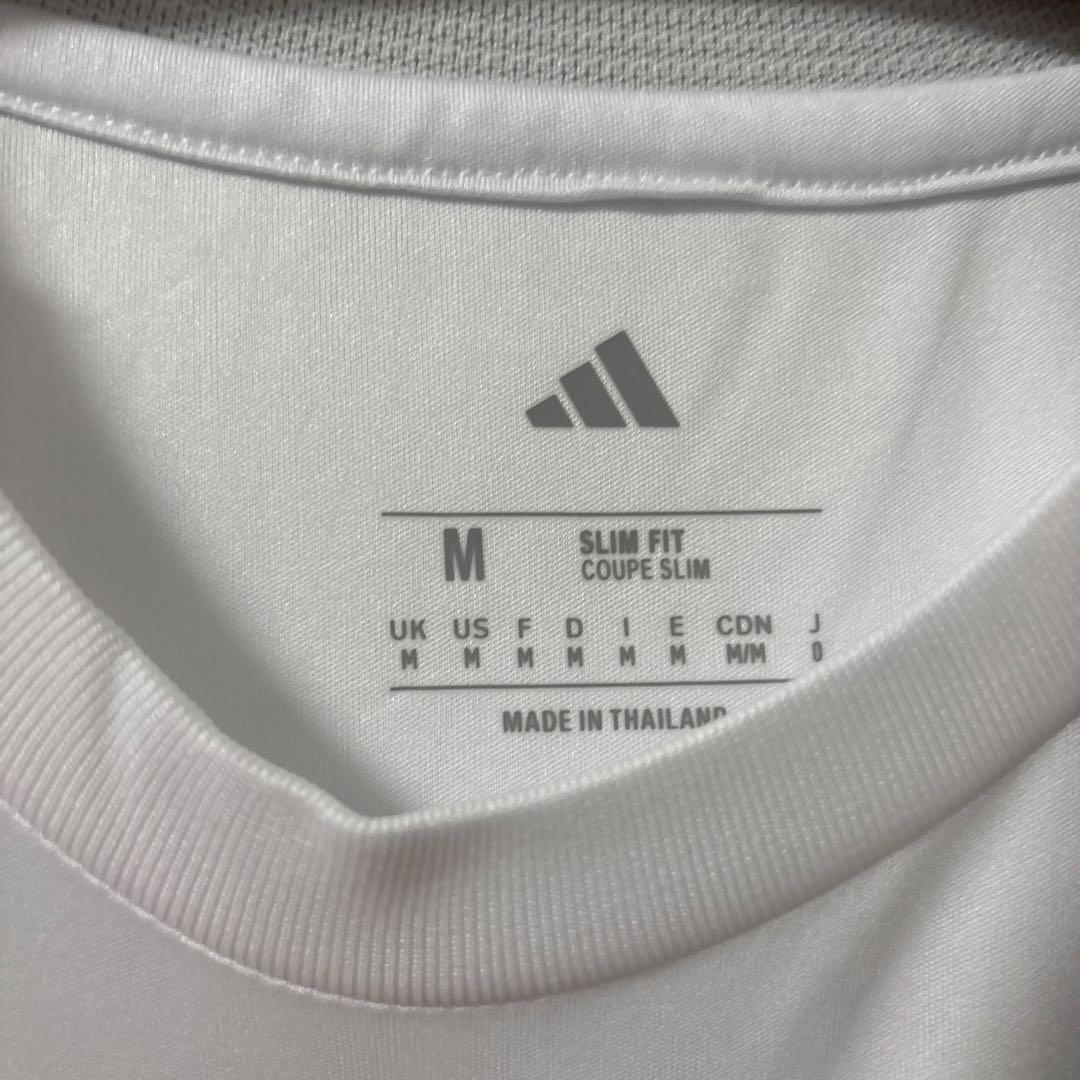 M SLIM FIT
COUPE SLIM
UK US F D I E CDN J
M M M M M M M/M O
MADE IN THAILAND